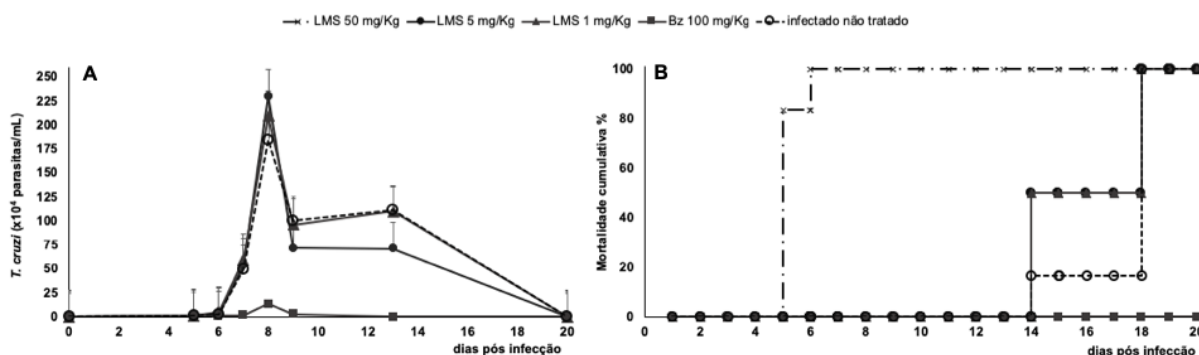 LMS 50 mg/Kg LMS 5 mg/Kg LMS 1 mg/Kg Bz 100 mg/Kg infectado não tratado
A
T. cruzi (x10⁴ parasitas/mL)
250
225
200
175
150
125
100
75
50
25
0
0 2 4 6 8 10 12 14 16 18 20
dias pós infecção
B
Mortalidade cumulativa %
100
80
60
40
20
0
0 2 4 6 8 10 12 14 16 18 20
dias pós infecção